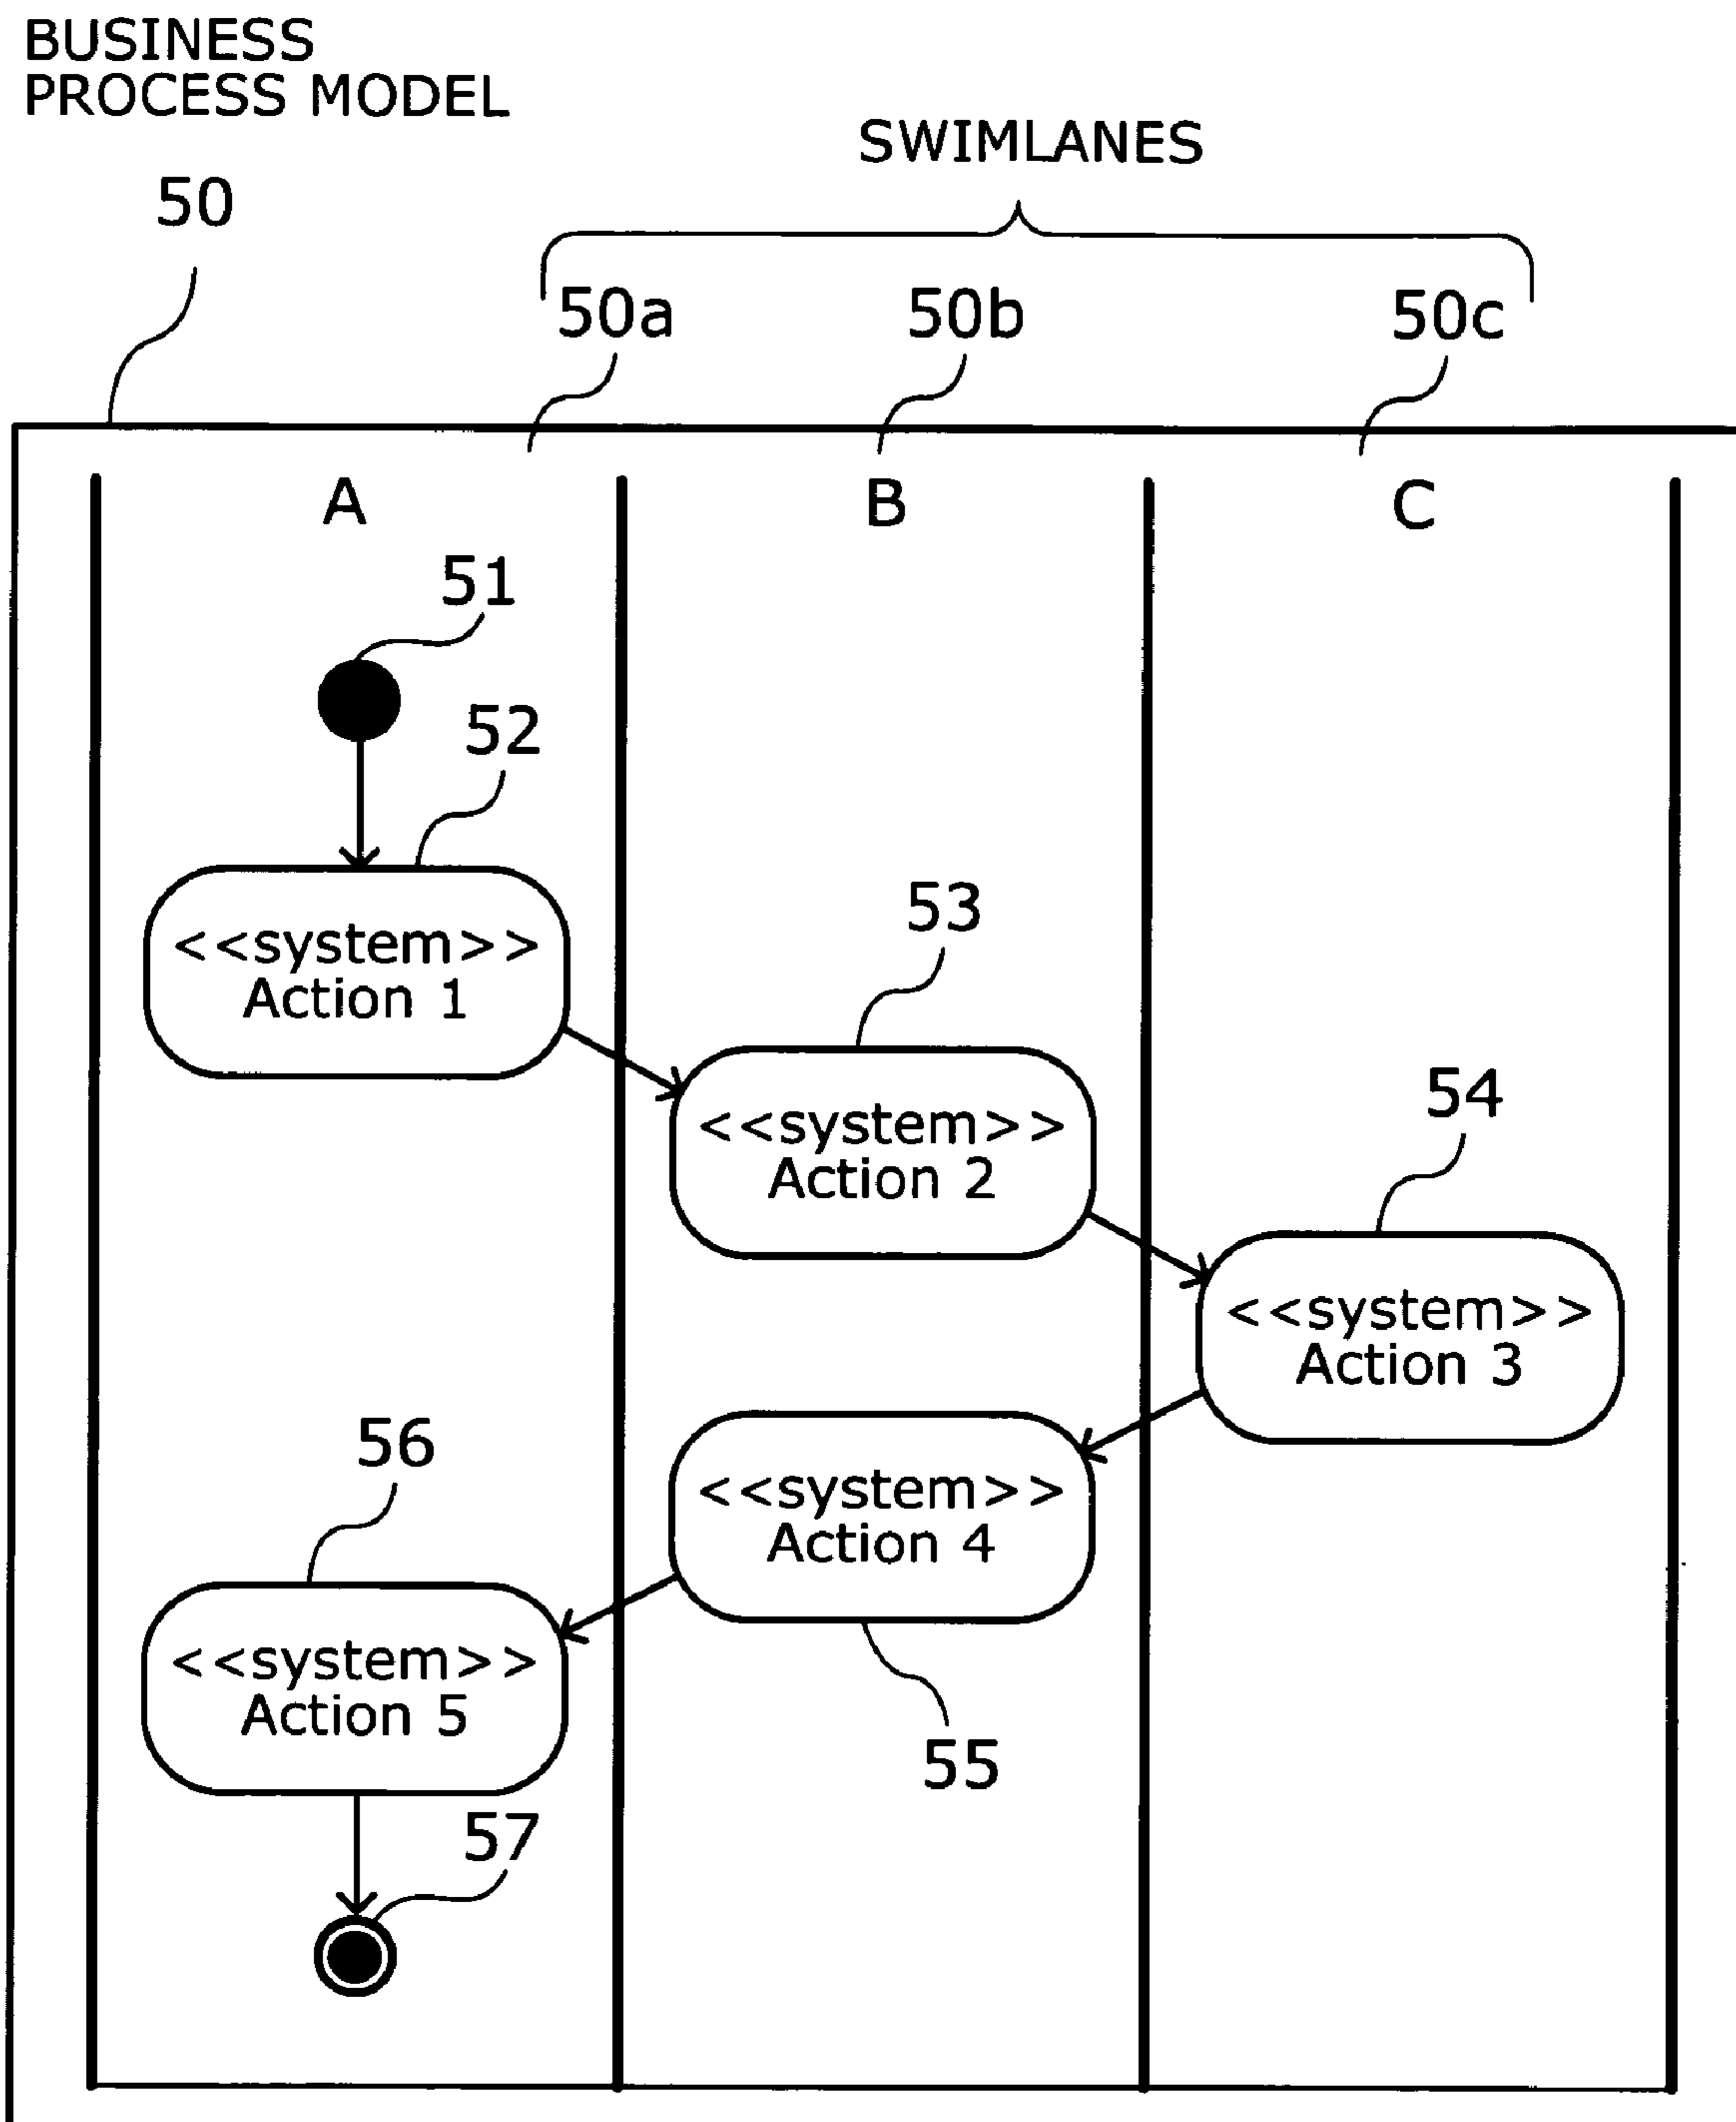 BUSINESS
PROCESS MODEL
SWIMLANES
50
50a
50b
50c
A
B
C
51
52
<<system>>
Action 1
53
<<system>>
Action 2
54
<<system>>
Action 3
55
<<system>>
Action 4
56
<<system>>
Action 5
57